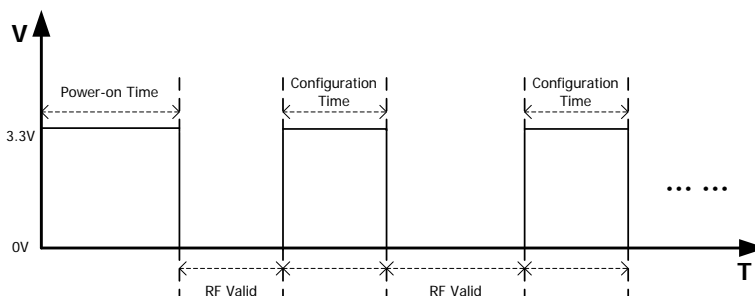 V
Power-on Time
Configuration
Time
Configuration
Time
3.3V
... ...
0V
T
RF Valid
RF Valid